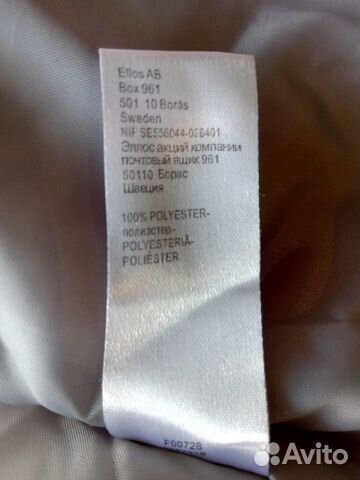 Ellos AB
Box 961
501 10 Borås
Sweden
NIF SE556044-026401
Эллос акций компании
почтовый ящик 961
50110 Борас
Швеция
100% POLYESTER-
полиэстер-
POLYESTERIÄ-
POLIÉSTER
F00728
Avito